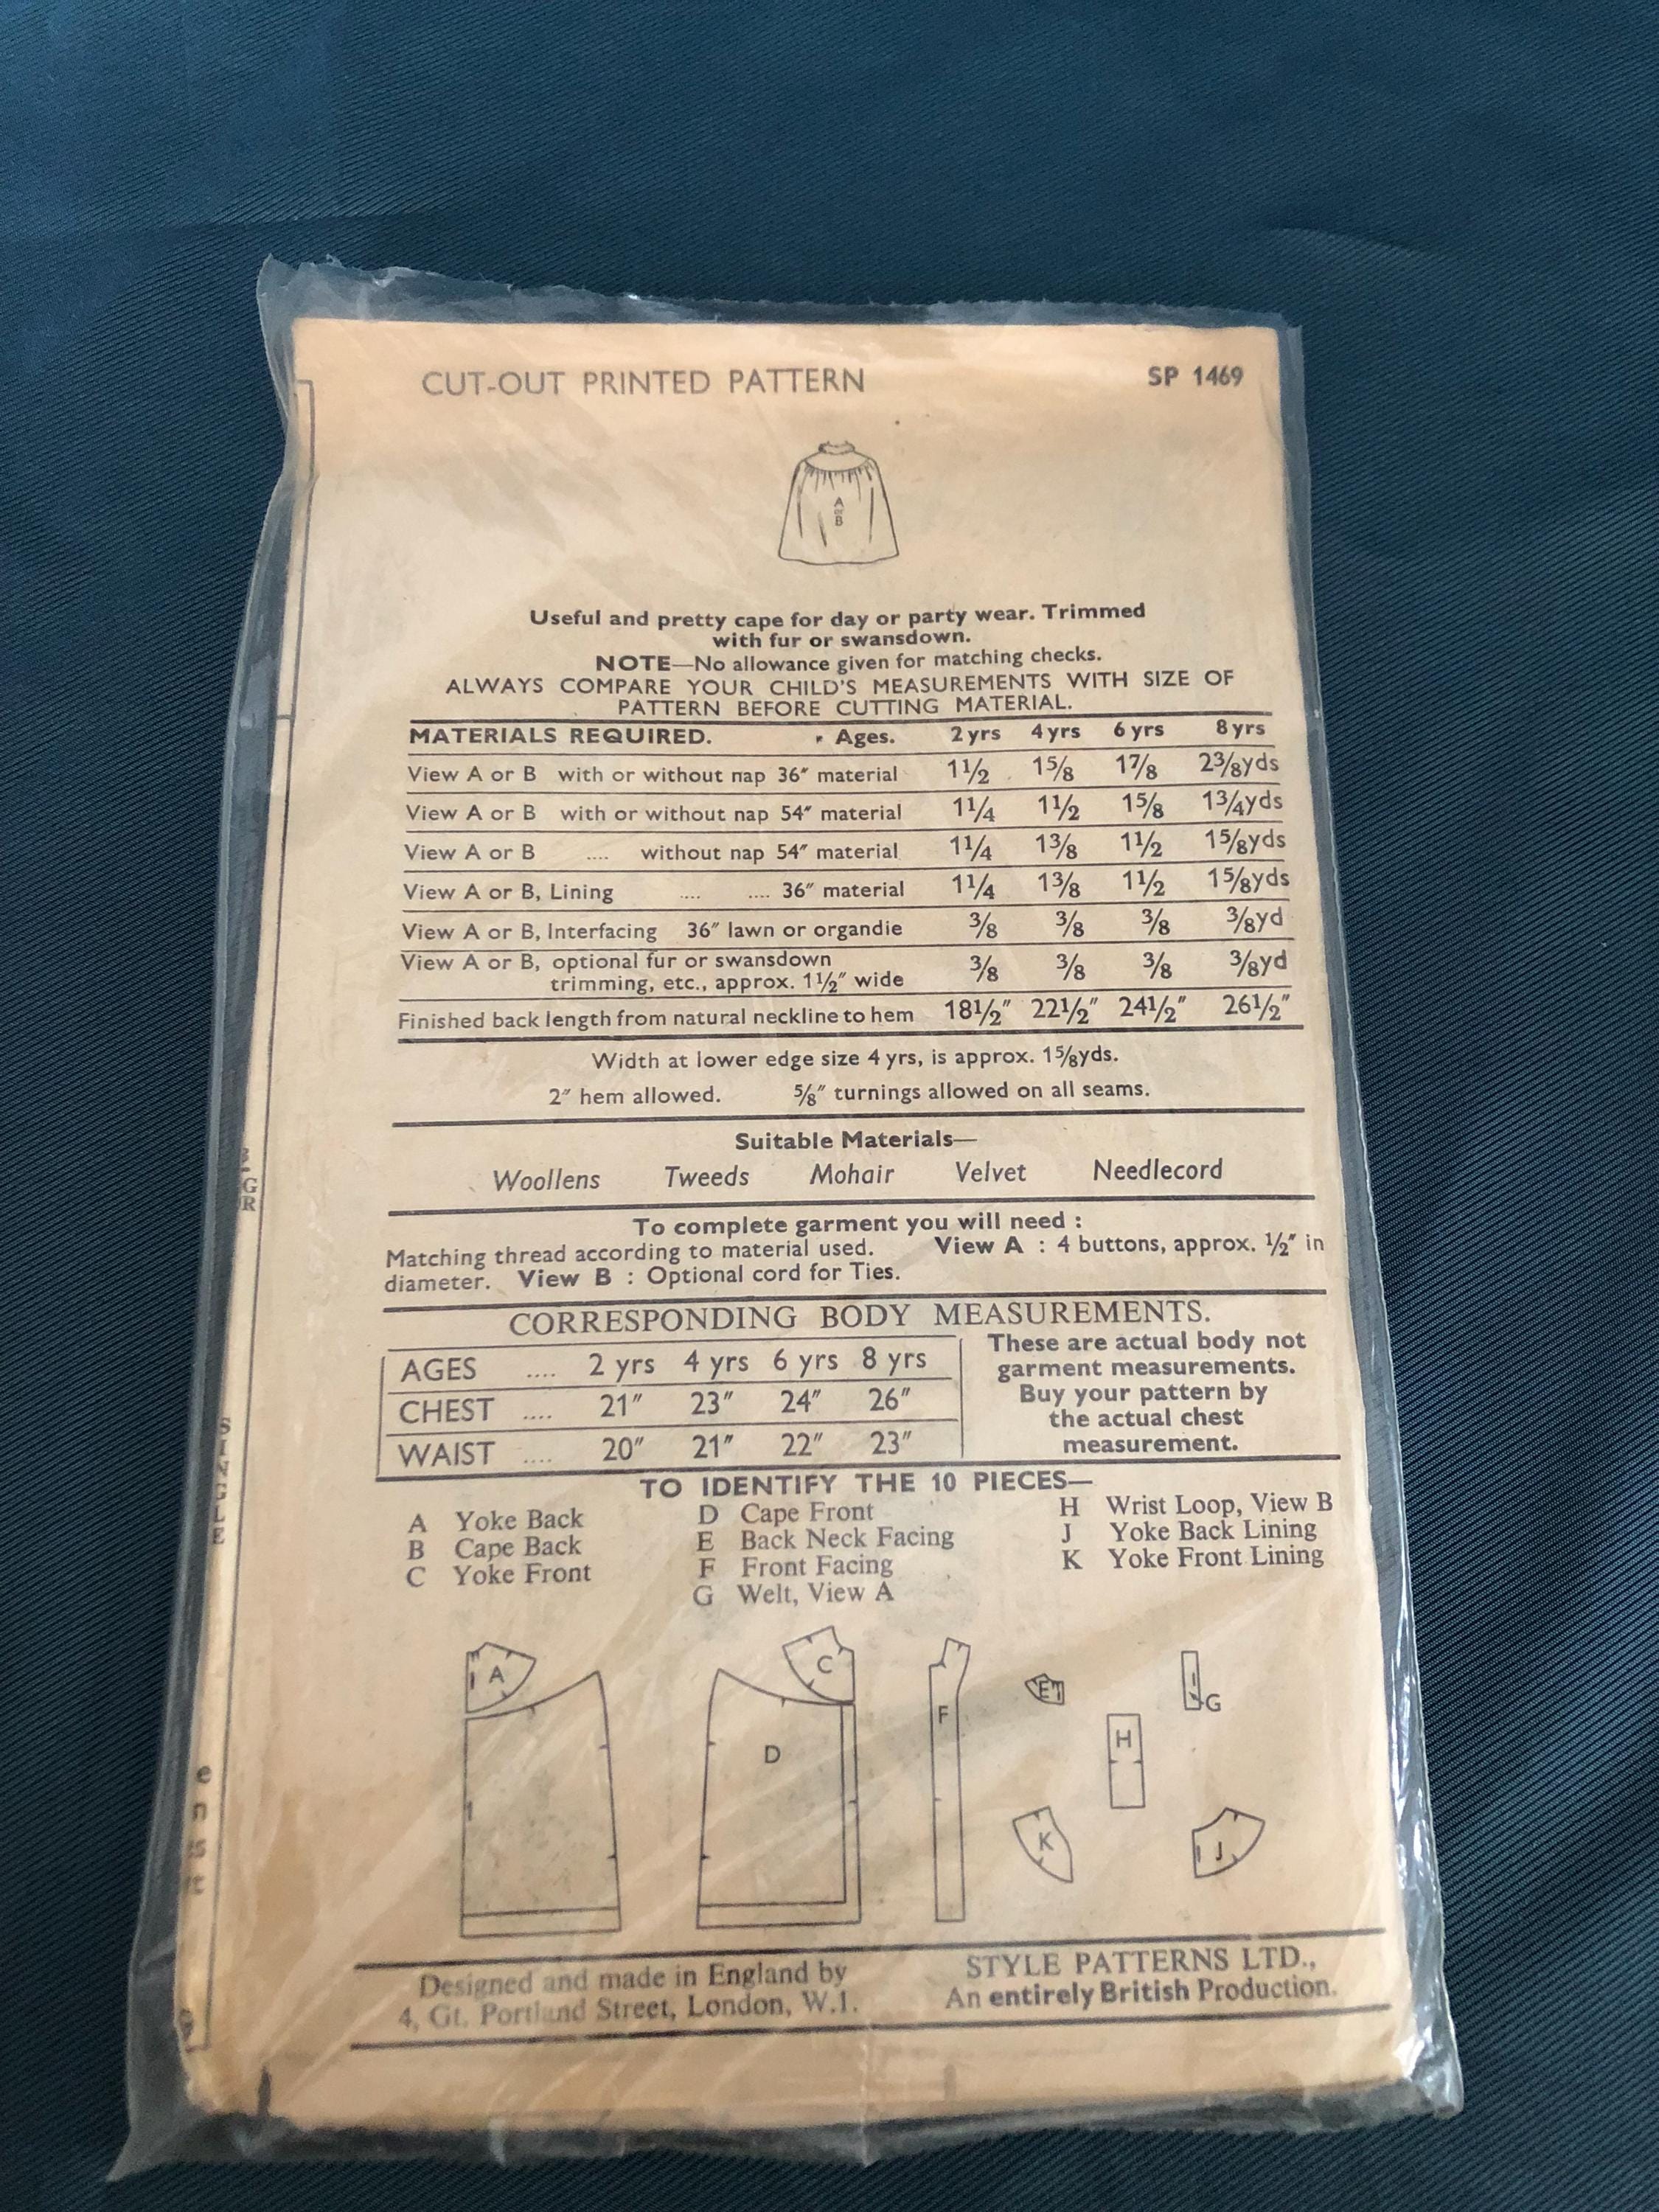 CUT-OUT PRINTED PATTERN SP 1469
A
or
B
Useful and pretty cape for day or party wear. Trimmed
with fur or swansdown.
NOTE—No allowance given for matching checks.
ALWAYS COMPARE YOUR CHILD'S MEASUREMENTS WITH SIZE OF
PATTERN BEFORE CUTTING MATERIAL.
MATERIALS REQUIRED. Ages. 2 yrs 4 yrs 6 yrs 8 yrs
View A or B with or without nap 36″ material 1½ 1⅝ 1⅞ 2⅜yds
View A or B with or without nap 54″ material 1¼ 1½ 1⅝ 1¾yds
View A or B .... without nap 54″ material 1¼ 1⅜ 1½ 1⅝yds
View A or B, Lining .... .... 36″ material 1¼ 1⅜ 1½ 1⅝yds
View A or B, Interfacing 36″ lawn or organdie ⅜ ⅜ ⅜ ⅜yd
View A or B, optional fur or swansdown
trimming, etc., approx. 1½″ wide ⅜ ⅜ ⅜ ⅜yd
Finished back length from natural neckline to hem 18½″ 22½″ 24½″ 26½″
Width at lower edge size 4 yrs, is approx. 1⅝yds.
2″ hem allowed. ⅝″ turnings allowed on all seams.
Suitable Materials—
Woollens Tweeds Mohair Velvet Needlecord
To complete garment you will need :
Matching thread according to material used. View A : 4 buttons, approx. ½″ in
diameter. View B : Optional cord for Ties.
CORRESPONDING BODY MEASUREMENTS.
AGES .... 2 yrs 4 yrs 6 yrs 8 yrs
CHEST .... 21″ 23″ 24″ 26″
WAIST .... 20″ 21″ 22″ 23″
These are actual body not
garment measurements.
Buy your pattern by
the actual chest
measurement.
TO IDENTIFY THE 10 PIECES—
A Yoke Back
B Cape Back
C Yoke Front
D Cape Front
E Back Neck Facing
F Front Facing
G Welt, View A
H Wrist Loop, View B
J Yoke Back Lining
K Yoke Front Lining
A
C
D
F
E
G
H
K
J
Designed and made in England by
4, Gt. Portland Street, London, W.1.
STYLE PATTERNS LTD.,
An entirely British Production.
SINGLE